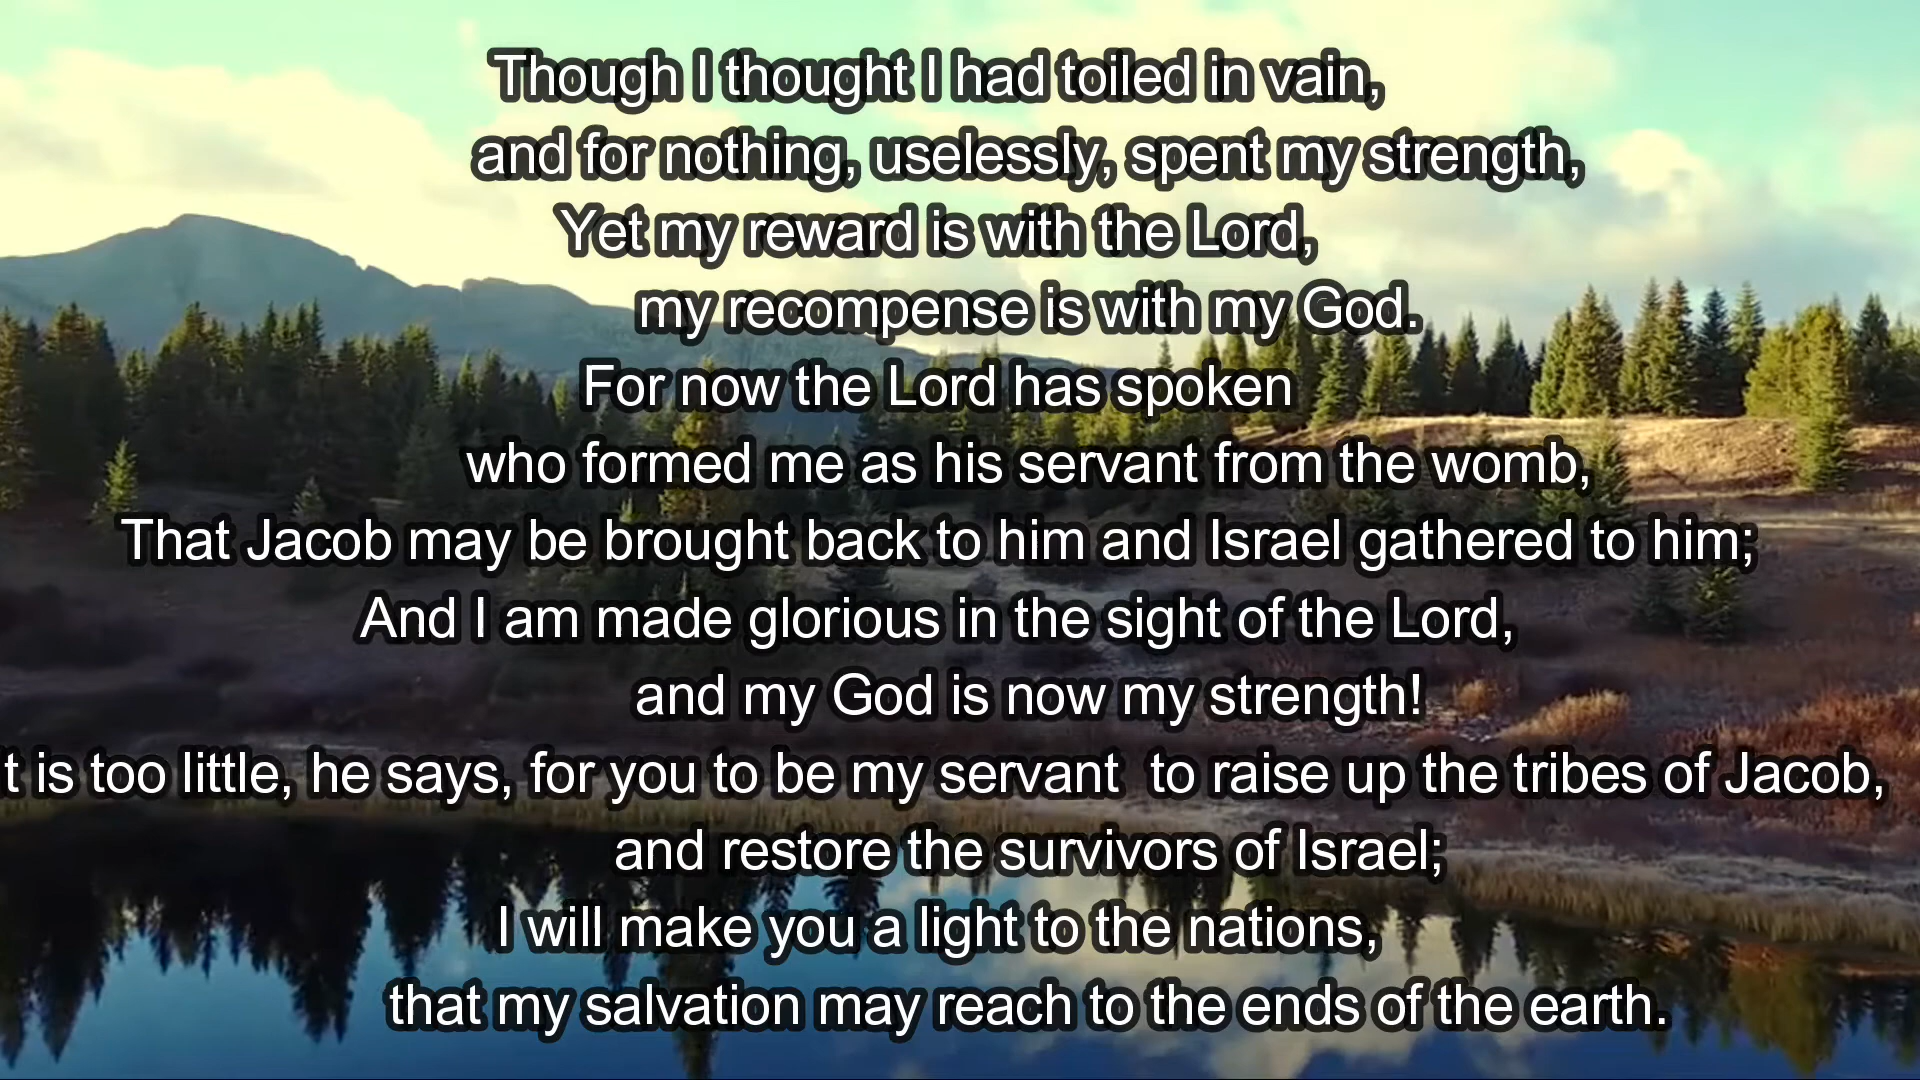 Though I thought I had toiled in vain,
and for nothing, uselessly, spent my strength,
Yet my reward is with the Lord,
my recompense is with my God.
For now the Lord has spoken
who formed me as his servant from the womb,
That Jacob may be brought back to him and Israel gathered to him;
And I am made glorious in the sight of the Lord,
and my God is now my strength!
t is too little, he says, for you to be my servant  to raise up the tribes of Jacob,
and restore the survivors of Israel;
I will make you a light to the nations,
that my salvation may reach to the ends of the earth.